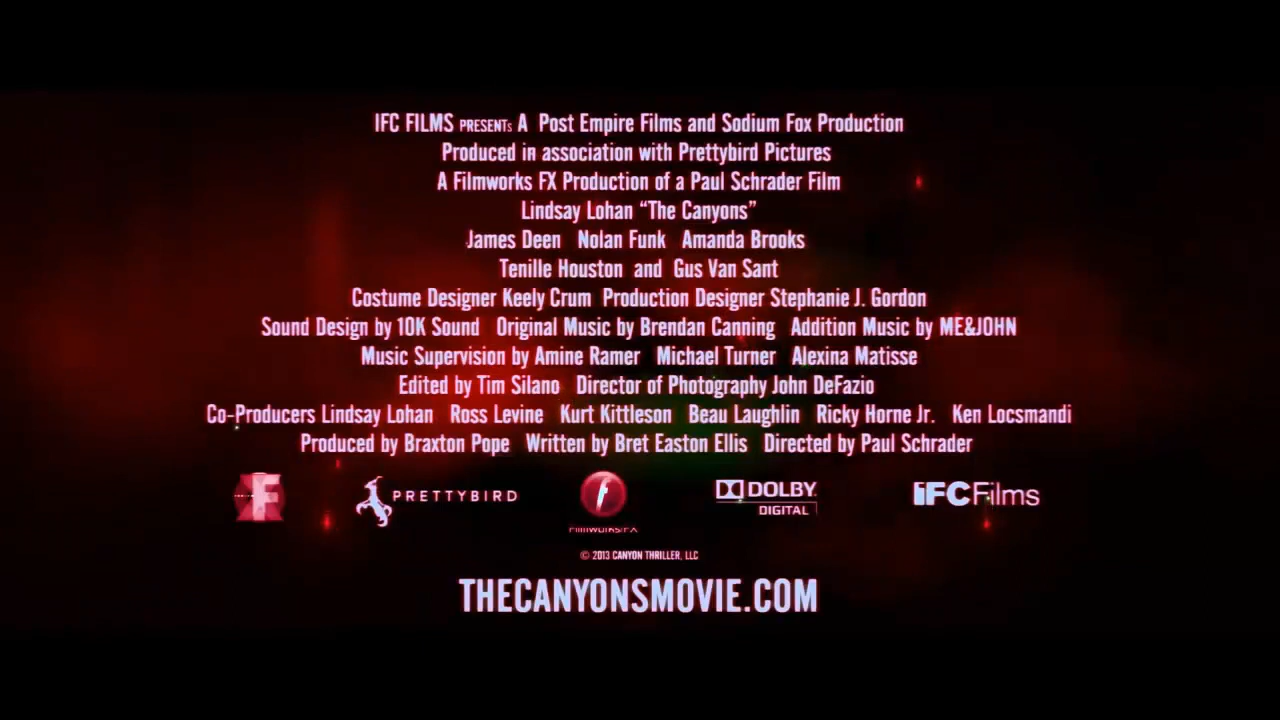 IFC FILMS PRESENTs A Post Empire Films and Sodium Fox Production
Produced in association with Prettybird Pictures
A Filmworks FX Production of a Paul Schrader Film
Lindsay Lohan “The Canyons”
James Deen Nolan Funk Amanda Brooks
Tenille Houston and Gus Van Sant
Costume Designer Keely Crum Production Designer Stephanie J. Gordon
Sound Design by 10K Sound Original Music by Brendan Canning Addition Music by ME&JOHN
Music Supervision by Amine Ramer Michael Turner Alexina Matisse
Edited by Tim Silano Director of Photography John DeFazio
Co-Producers Lindsay Lohan Ross Levine Kurt Kittleson Beau Laughlin Ricky Horne Jr. Ken Locsmandi
Produced by Braxton Pope Written by Bret Easton Ellis Directed by Paul Schrader
F PRETTYBIRD f DOLBY IFC Films
DIGITAL
FILMWORKS/FX
© 2013 CANYON THRILLER, LLC
THECANYONSMOVIE.COM